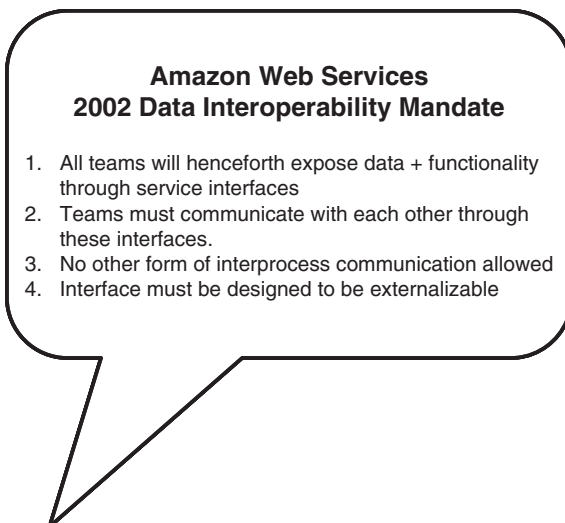 Amazon Web Services
2002 Data Interoperability Mandate
1. All teams will henceforth expose data + functionality
through service interfaces
2. Teams must communicate with each other through
these interfaces.
3. No other form of interprocess communication allowed
4. Interface must be designed to be externalizable